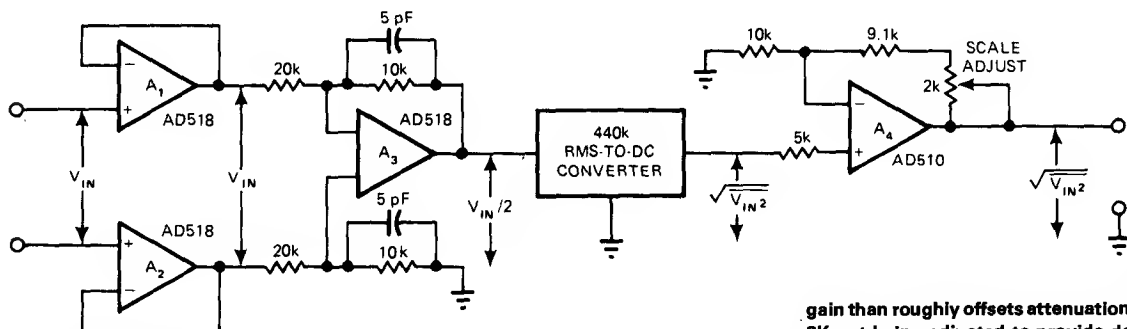 5 pF
20k
10k
A1
−
+
AD518
VIN
VIN
A2
+
−
AD518
20k
5 pF
10k
A3
AD518
VIN/2
440k
RMS-TO-DC
CONVERTER
√VIN²
5k
10k
9.1k
SCALE
ADJUST
2k
−
+
A4
AD510
√VIN²
gain than roughiy offsets attenuation